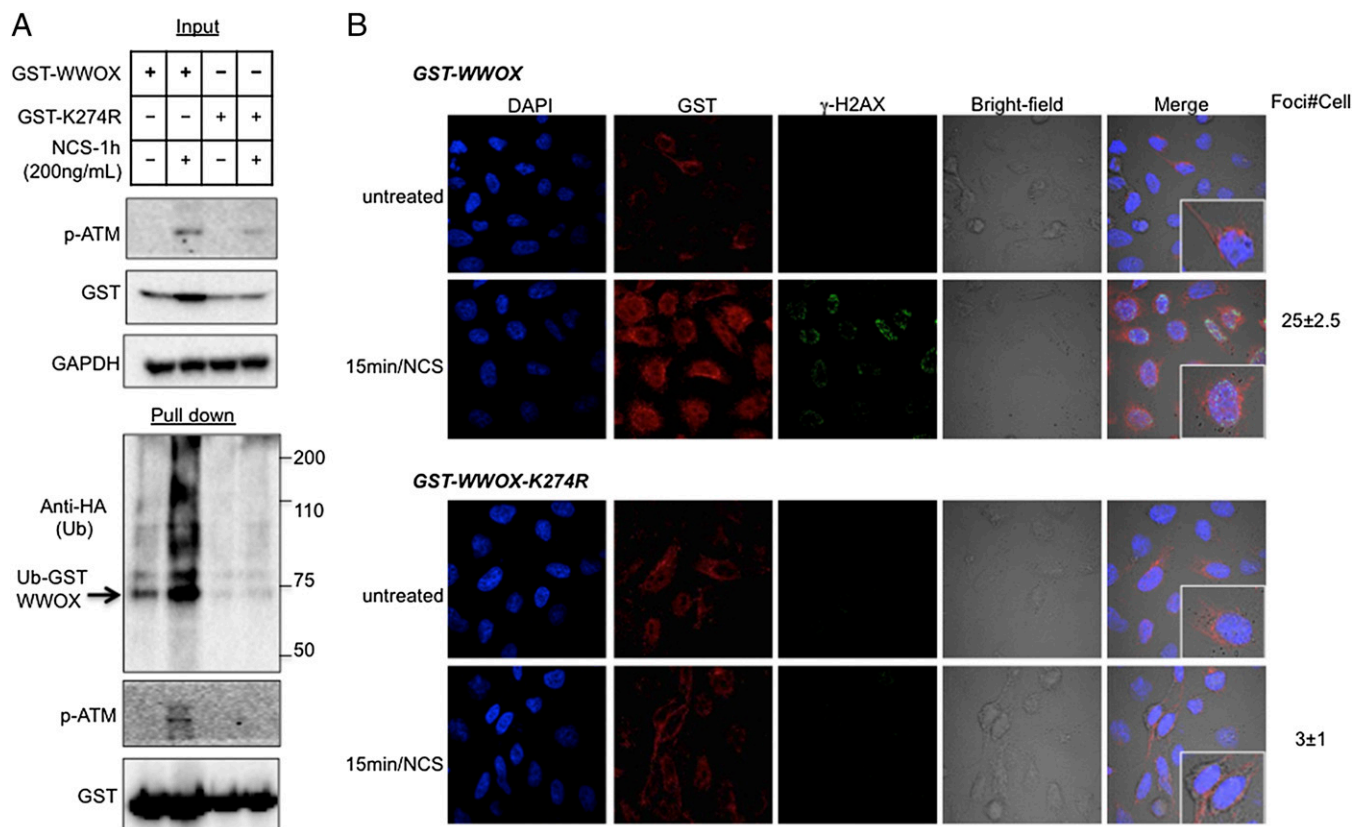 A
Input
GST-WWOX + + − −
GST-K274R − − + +
NCS-1h
(200ng/mL) − + − +
p-ATM
GST
GAPDH
Pull down
Anti-HA
(Ub)
Ub-GST
WWOX
200
110
75
50
p-ATM
GST
B
GST-WWOX
DAPI GST γ-H2AX Bright-field Merge Foci#Cell
untreated
15min/NCS 25±2.5
GST-WWOX-K274R
untreated
15min/NCS 3±1